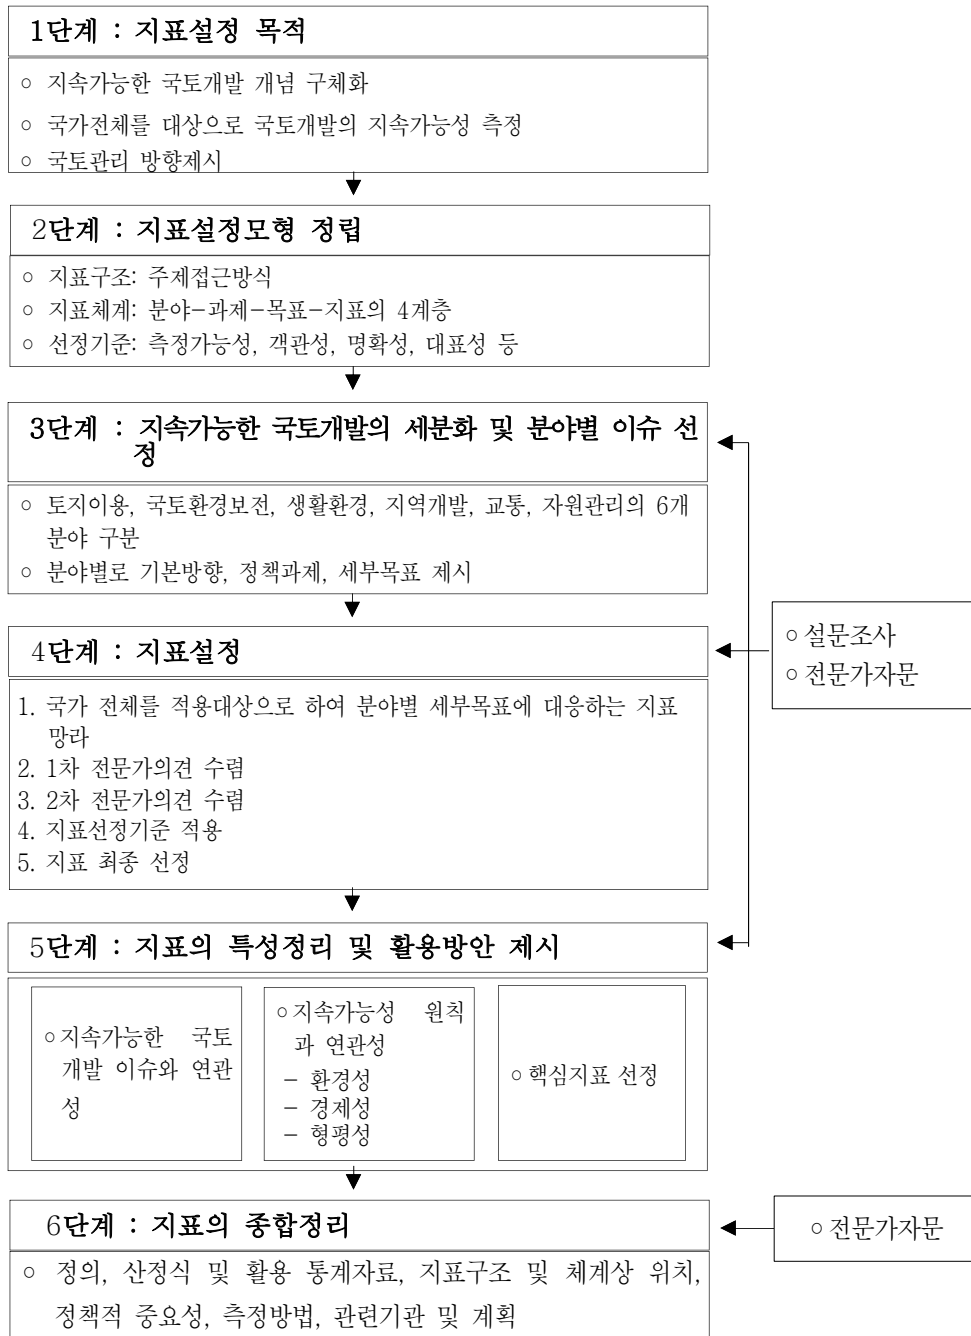 1단계 : 지표설정 목적
○ 지속가능한 국토개발 개념 구체화
○ 국가전체를 대상으로 국토개발의 지속가능성 측정
○ 국토관리 방향제시
2단계 : 지표설정모형 정립
○ 지표구조: 주제접근방식
○ 지표체계: 분야-과제-목표-지표의 4계층
○ 선정기준: 측정가능성, 객관성, 명확성, 대표성 등
3단계 : 지속가능한 국토개발의 세분화 및 분야별 이슈 선
정
○ 토지이용, 국토환경보전, 생활환경, 지역개발, 교통, 자원관리의 6개
분야 구분
○ 분야별로 기본방향, 정책과제, 세부목표 제시
○ 설문조사
○ 전문가자문
4단계 : 지표설정
1. 국가 전체를 적용대상으로 하여 분야별 세부목표에 대응하는 지표
망라
2. 1차 전문가의견 수렴
3. 2차 전문가의견 수렴
4. 지표선정기준 적용
5. 지표 최종 선정
5단계 : 지표의 특성정리 및 활용방안 제시
○ 지속가능한 국토
개발 이슈와 연관
성
○ 지속가능성 원칙
과 연관성
- 환경성
- 경제성
- 형평성
○ 핵심지표 선정
6단계 : 지표의 종합정리
○ 전문가자문
○ 정의, 산정식 및 활용 통계자료, 지표구조 및 체계상 위치,
정책적 중요성, 측정방법, 관련기관 및 계획